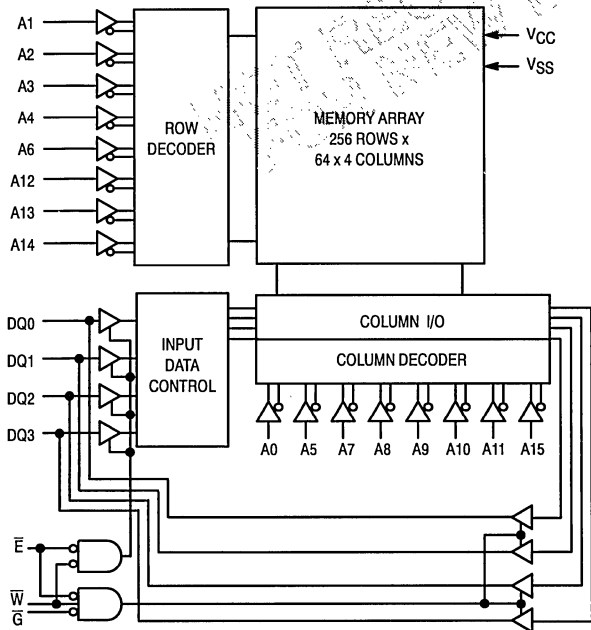 A1
A2
A3
A4
A6
A12
A13
A14
ROW
DECODER
MEMORY ARRAY
256 ROWS x
64 x 4 COLUMNS
VCC
VSS
DQ0
DQ1
DQ2
DQ3
INPUT
DATA
CONTROL
COLUMN I/O
COLUMN DECODER
A0 A5 A7 A8 A9 A10 A11 A15
E̅
W̅
G̅